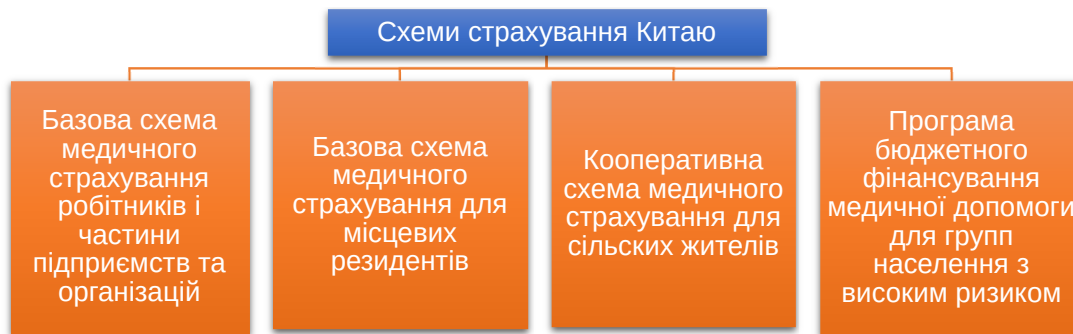 Схеми страхування Китаю
Базова схема
медичного
страхування
робітників і
частини
підприємств та
організацій
Базова схема
медичного
страхування для
місцевих
резидентів
Кооперативна
схема медичного
страхування для
сільских жителів
Програма
бюджетного
фінансування
медичної допомоги
для групп
населення з
високим ризиком